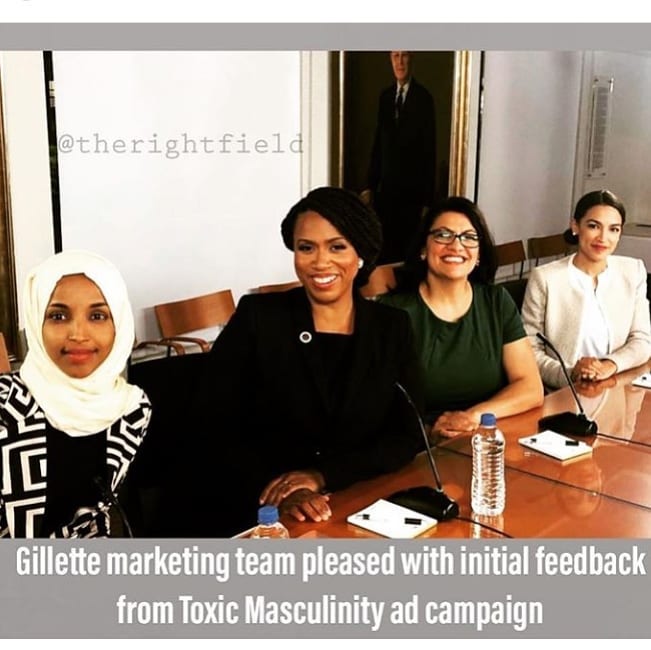 @therightfield
Gillette marketing team pleased with initial feedback
from Toxic Masculinity ad campaign